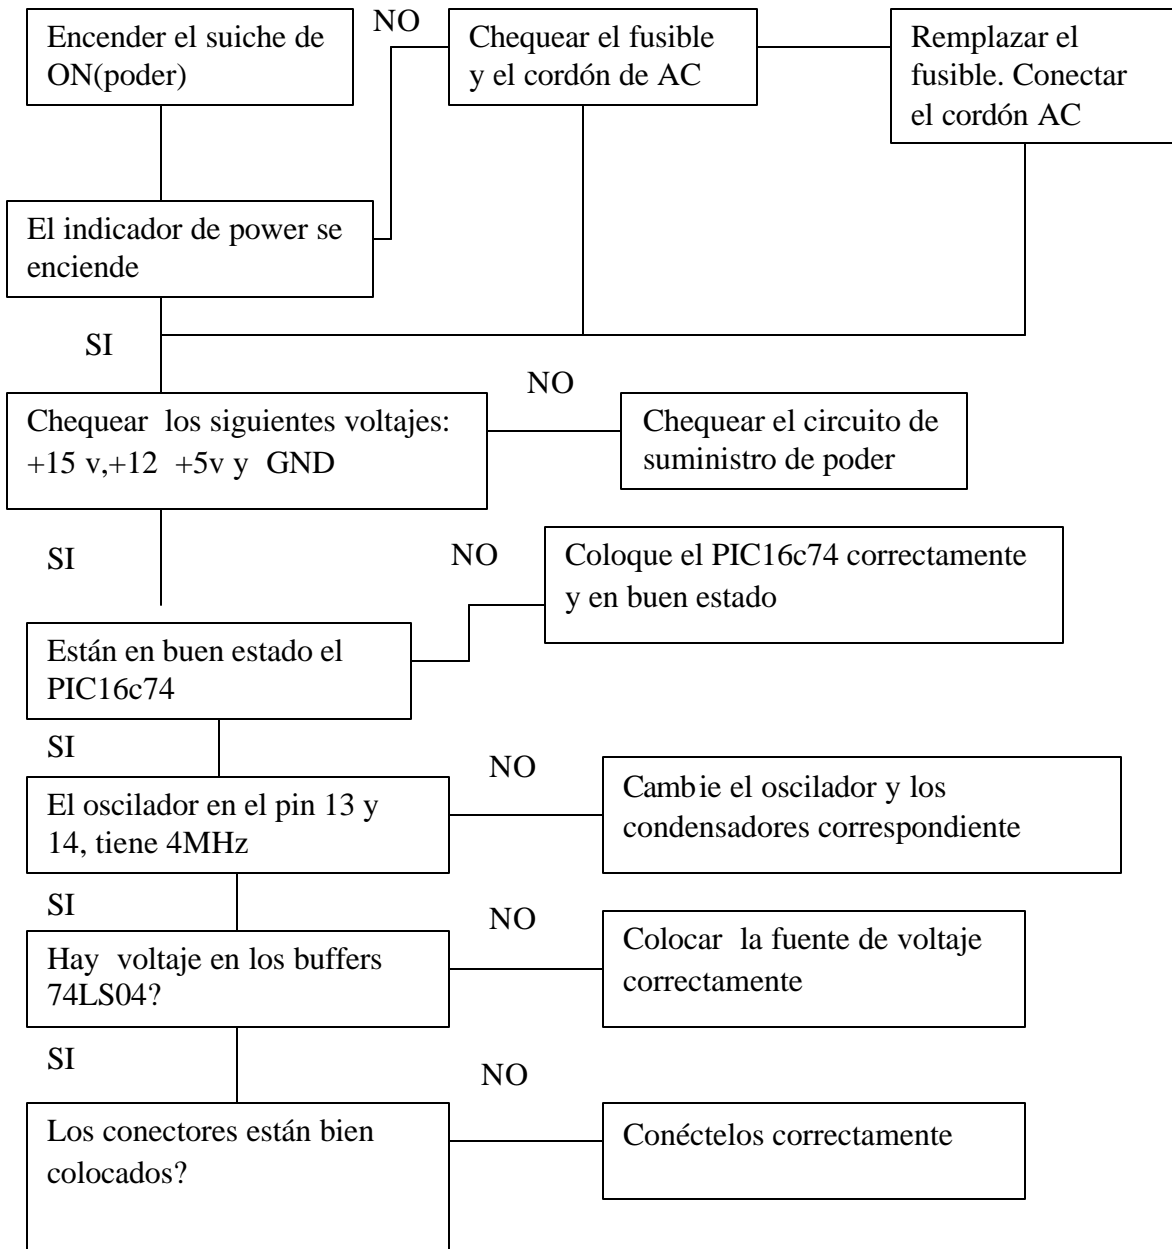 Encender el suiche de
ON(poder)
NO
Chequear el fusible
y el cordón de AC
Remplazar el
fusible. Conectar
el cordón AC
El indicador de power se
enciende
SI
Chequear los siguientes voltajes:
+15 v,+12 +5v y GND
NO
Chequear el circuito de
suministro de poder
SI
NO
Coloque el PIC16c74 correctamente
y en buen estado
Están en buen estado el
PIC16c74
SI
NO
El oscilador en el pin 13 y
14, tiene 4MHz
Cambie el oscilador y los
condensadores correspondiente
SI
NO
Hay voltaje en los buffers
74LS04?
Colocar la fuente de voltaje
correctamente
SI
NO
Los conectores están bien
colocados?
Conéctelos correctamente